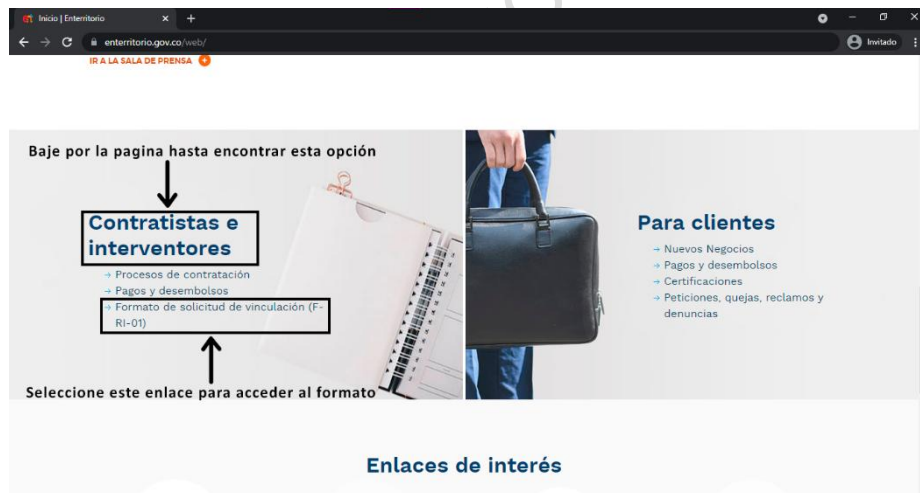 Inicio | Enterritorio
enterritorio.gov.co/web/
Invitado
IR A LA SALA DE PRENSA
Baje por la pagina hasta encontrar esta opción
Contratistas e
interventores
Procesos de contratación
Pagos y desembolsos
Formato de solicitud de vinculación (F-
RI-01)
Seleccione este enlace para acceder al formato
Para clientes
Nuevos Negocios
Pagos y desembolsos
Certificaciones
Peticiones, quejas, reclamos y
denuncias
Enlaces de interés